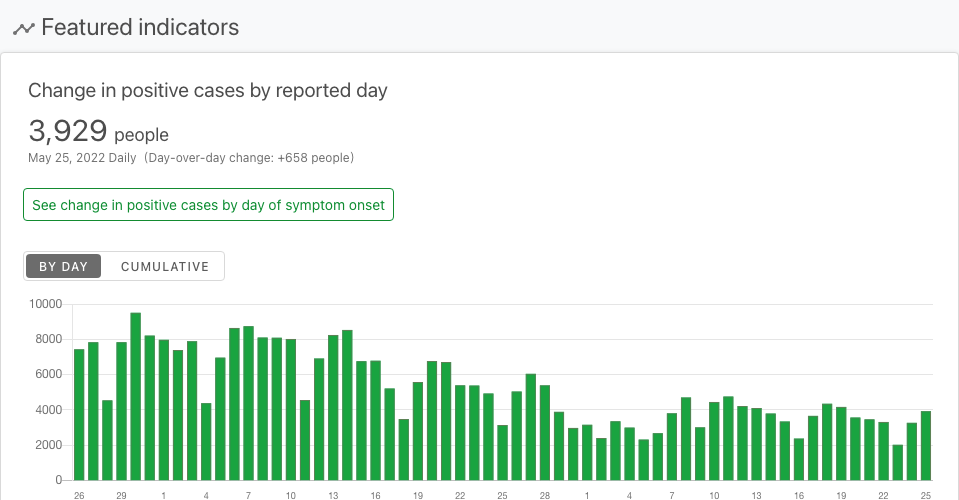 Featured indicators
Change in positive cases by reported day
3,929 people
May 25, 2022 Daily (Day-over-day change: +658 people)
See change in positive cases by day of symptom onset
BY DAY CUMULATIVE
10000
8000
6000
4000
2000
0
26 29 1 4 7 10 13 16 19 22 25 28 1 4 7 10 13 16 19 22 25